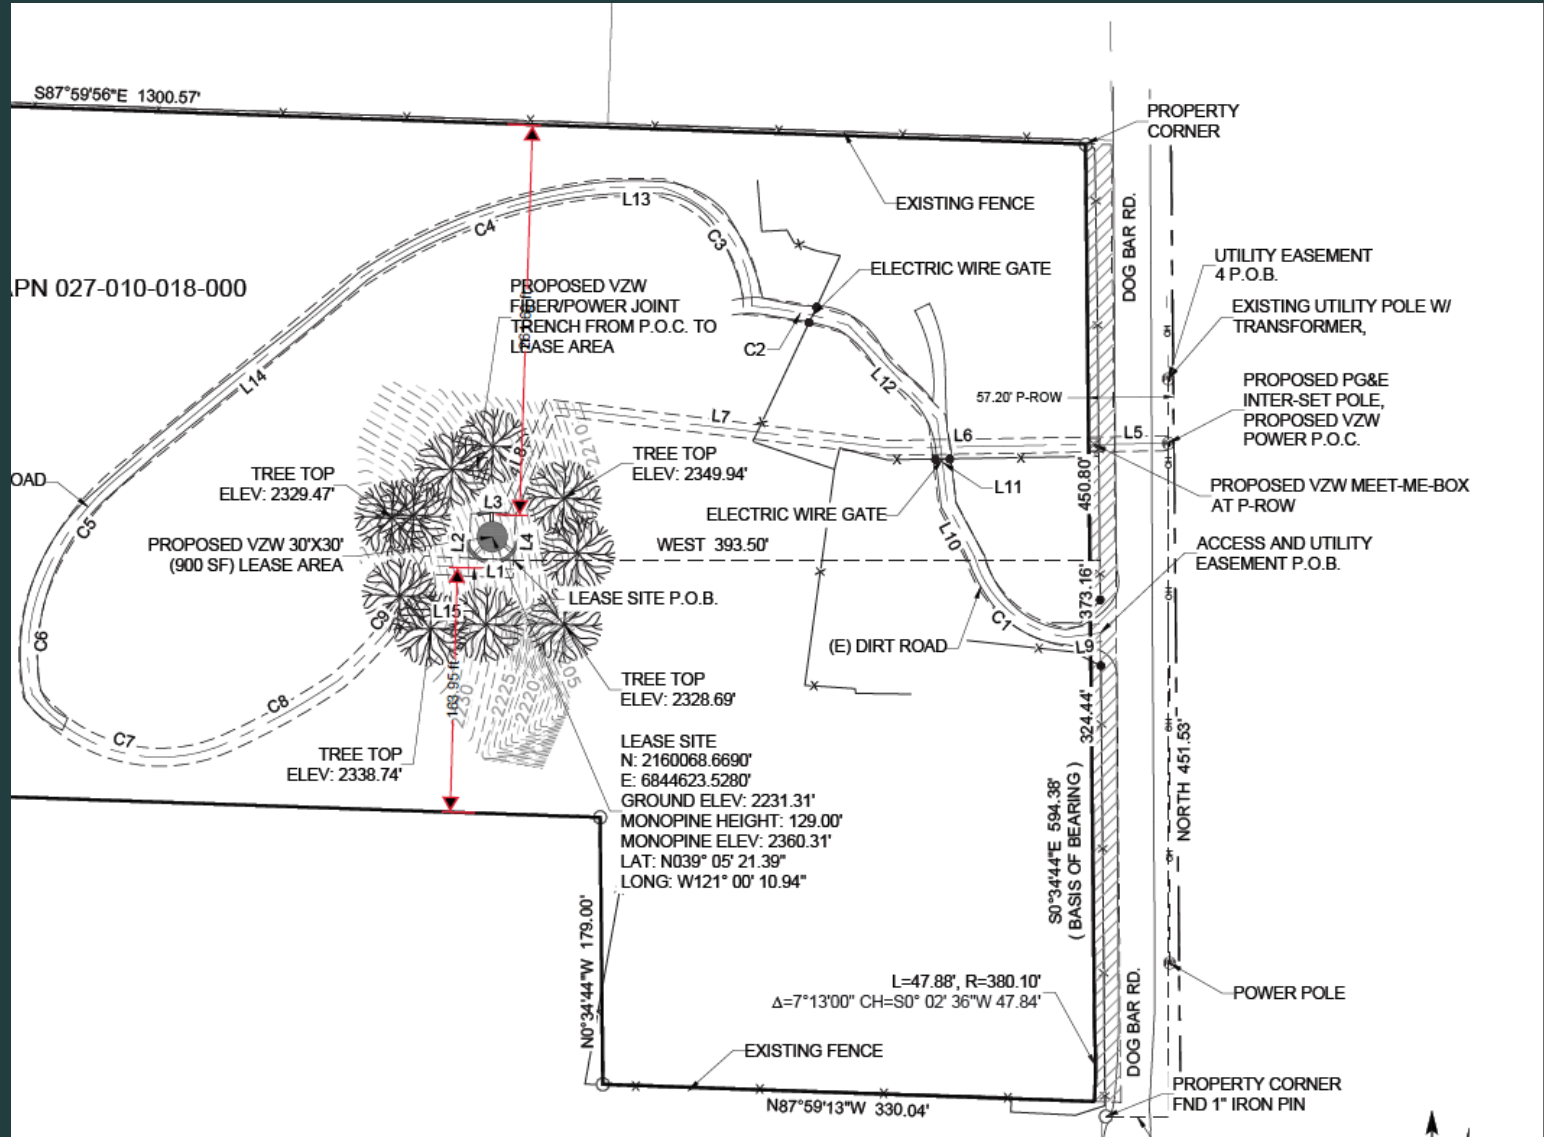 S87°59'56"E 1300.57'
PROPERTY
CORNER
EXISTING FENCE
DOG BAR RD.
L13
C4
C3
PROPOSED VZW
FIBER/POWER JOINT
TRENCH FROM P.O.C. TO
LEASE AREA
ELECTRIC WIRE GATE
UTILITY EASEMENT
4 P.O.B.
EXISTING UTILITY POLE W/
TRANSFORMER,
APN 027-010-018-000
C2
L12
L14
57.20' P-ROW
PROPOSED PG&E
INTER-SET POLE,
PROPOSED VZW
POWER P.O.C.
L7
L6
L5
L8
2210
TREE TOP
ELEV: 2349.94'
TREE TOP
ELEV: 2329.47'
OAD
450.80'
L11
PROPOSED VZW MEET-ME-BOX
AT P-ROW
L3
ELECTRIC WIRE GATE
C5
L2
L4
L10
PROPOSED VZW 30'X30'
(900 SF) LEASE AREA
WEST 393.50'
ACCESS AND UTILITY
EASEMENT P.O.B.
L1
LEASE SITE P.O.B.
373.16'
L15
C9
C1
C6
(E) DIRT ROAD
L9
163.95 ft
2230
2225
2220
05
TREE TOP
ELEV: 2328.69'
C8
C7
324.44'
TREE TOP
ELEV: 2338.74'
LEASE SITE
N: 2160068.6690'
E: 6844623.5280'
GROUND ELEV: 2231.31'
MONOPINE HEIGHT: 129.00'
MONOPINE ELEV: 2360.31'
LAT: N039° 05' 21.39"
LONG: W121° 00' 10.94"
S0°34'44"E 594.38'
( BASIS OF BEARING )
NORTH 451.53'
N0°34'44"W 179.00'
L=47.88', R=380.10'
Δ=7°13'00" CH=S0° 02' 36"W 47.84'
DOG BAR RD.
POWER POLE
EXISTING FENCE
N87°59'13"W 330.04'
PROPERTY CORNER
FND 1" IRON PIN